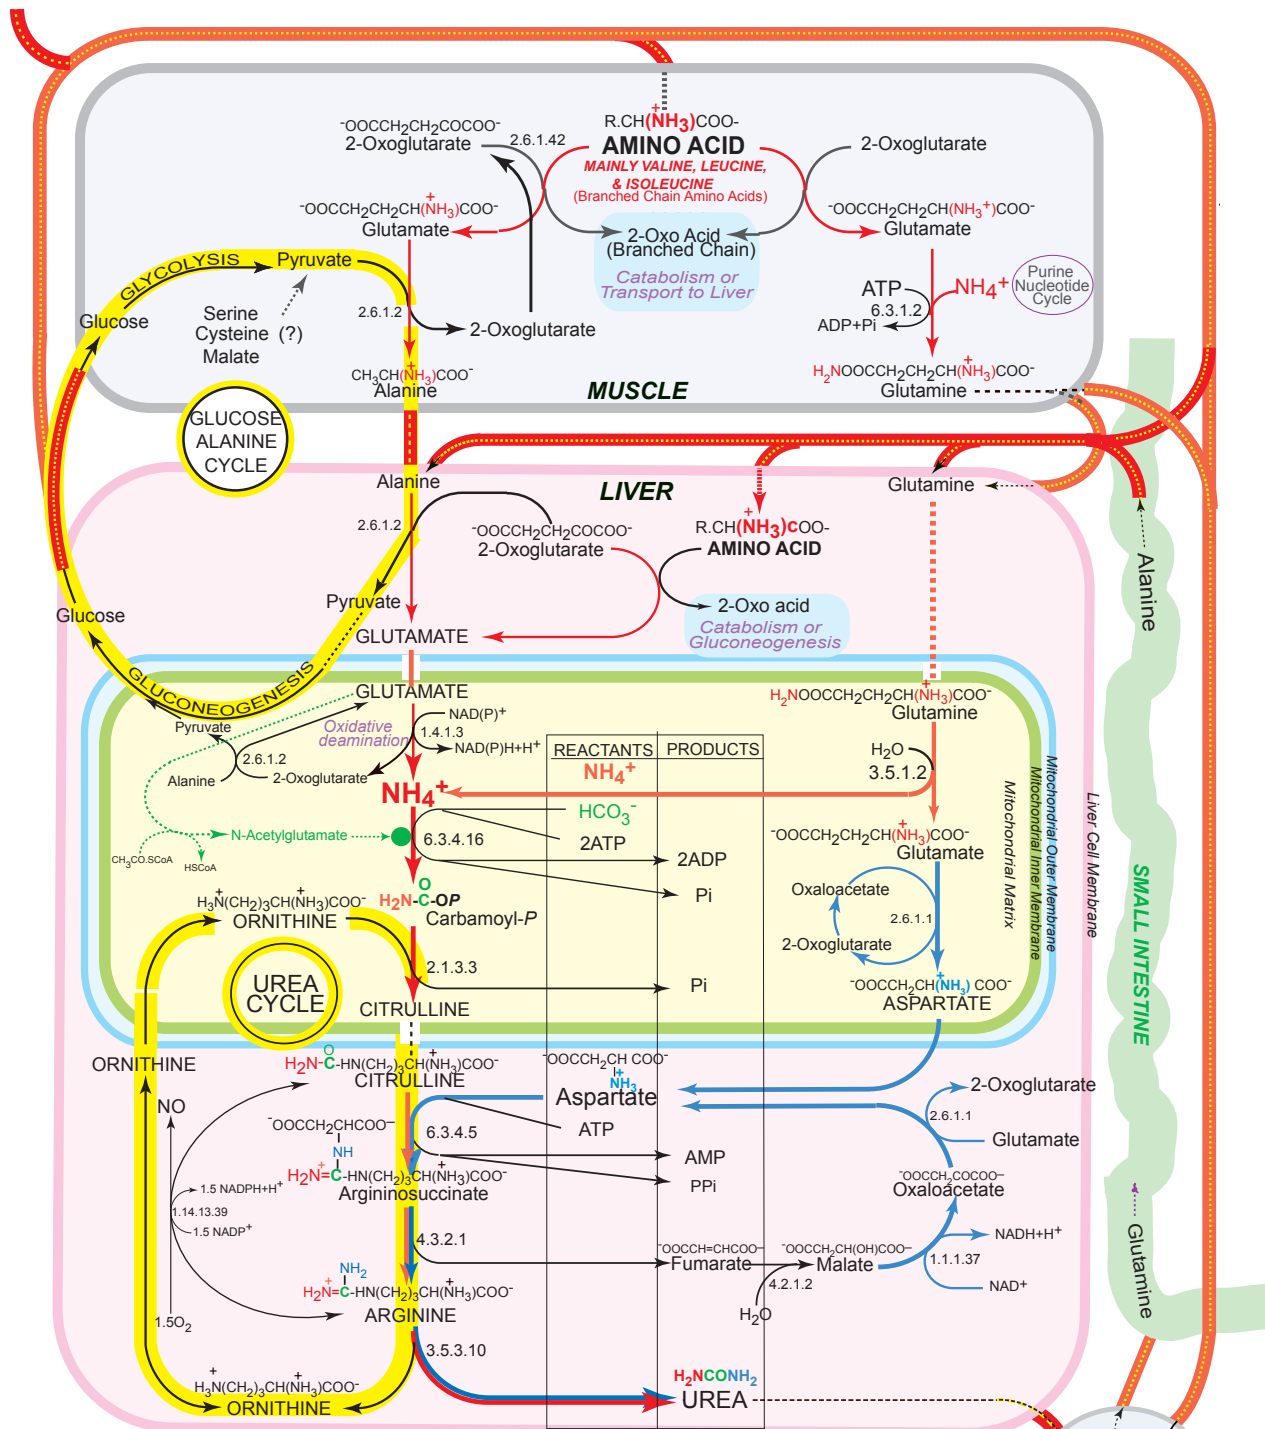 R.CH(NH3)COO-
+
AMINO ACID
MAINLY VALINE, LEUCINE,
& ISOLEUCINE
(Branched Chain Amino Acids)
-OOCCH2CH2COCOO-
2-Oxoglutarate
2.6.1.42
2-Oxoglutarate
-OOCCH2CH2CH(NH3)COO-
+
Glutamate
-OOCCH2CH2CH(NH3+)COO-
Glutamate
2-Oxo Acid
(Branched Chain)
Catabolism or
Transport to Liver
GLYCOLYSIS
Pyruvate
Glucose
Serine
Cysteine (?)
Malate
2.6.1.2
2-Oxoglutarate
ATP
NH4+
6.3.1.2
ADP+Pi
Purine
Nucleotide
Cycle
CH3CH(NH3)COO-
+
Alanine
MUSCLE
H2NOOCCH2CH2CH(NH3)COO-
+
Glutamine
GLUCOSE
ALANINE
CYCLE
Alanine
LIVER
Glutamine
2.6.1.2
-OOCCH2CH2COCOO-
2-Oxoglutarate
R.CH(NH3)cOO-
+
AMINO ACID
Alanine
Pyruvate
2-Oxo acid
Catabolism or
Gluconeogenesis
Glucose
GLUTAMATE
GLUCONEOGENESIS
GLUTAMATE
Pyruvate
Oxidative
deamination
NAD(P)+
1.4.1.3
NAD(P)H+H+
2.6.1.2
Alanine
2-Oxoglutarate
REACTANTS
PRODUCTS
H2NOOCCH2CH2CH(NH3)COO-
+
Glutamine
H2O
3.5.1.2
NH4+
NH4+
HCO3-
N-Acetylglutamate
6.3.4.16
2ATP
CH3CO.SCoA
HSCoA
2ADP
Pi
-OOCCH2CH2CH(NH3)COO-
+
Glutamate
Oxaloacetate
2.6.1.1
2-Oxoglutarate
-OOCCH2CH(NH3) COO-
+
ASPARTATE
Mitochondrial Matrix
Mitochondrial Inner Membrane
Mitochondrial Outer Membrane
Liver Cell Membrane
SMALL INTESTINE
O
H2N-C-OP
Carbamoyl-P
H3N(CH2)3CH(NH3)COO-
+ +
ORNITHINE
2.1.3.3
Pi
UREA
CYCLE
CITRULLINE
ORNITHINE
O
H2N-C-HN(CH2)3CH(NH3)COO-
+
CITRULLINE
-OOCCH2CH COO-
+
NH3
Aspartate
2-Oxoglutarate
2.6.1.1
Glutamate
NO
-OOCCH2CHCOO-
NH
H2N=C-HN(CH2)3CH(NH3)COO-
+ +
Argininosuccinate
6.3.4.5
ATP
AMP
PPi
-OOCCH2COCOO-
Oxaloacetate
1.5 NADPH+H+
1.14.13.39
1.5 NADP+
4.3.2.1
-OOCCH=CHCOO-
Fumarate
-OOCCH2CH(OH)COO-
Malate
4.2.1.2
H2O
NADH+H+
1.1.1.37
NAD+
Glutamine
NH2
H2N=C-HN(CH2)3CH(NH3)COO-
+ +
ARGININE
1.5O2
3.5.3.10
H3N(CH2)3CH(NH3)COO-
+ +
ORNITHINE
H2NCONH2
UREA